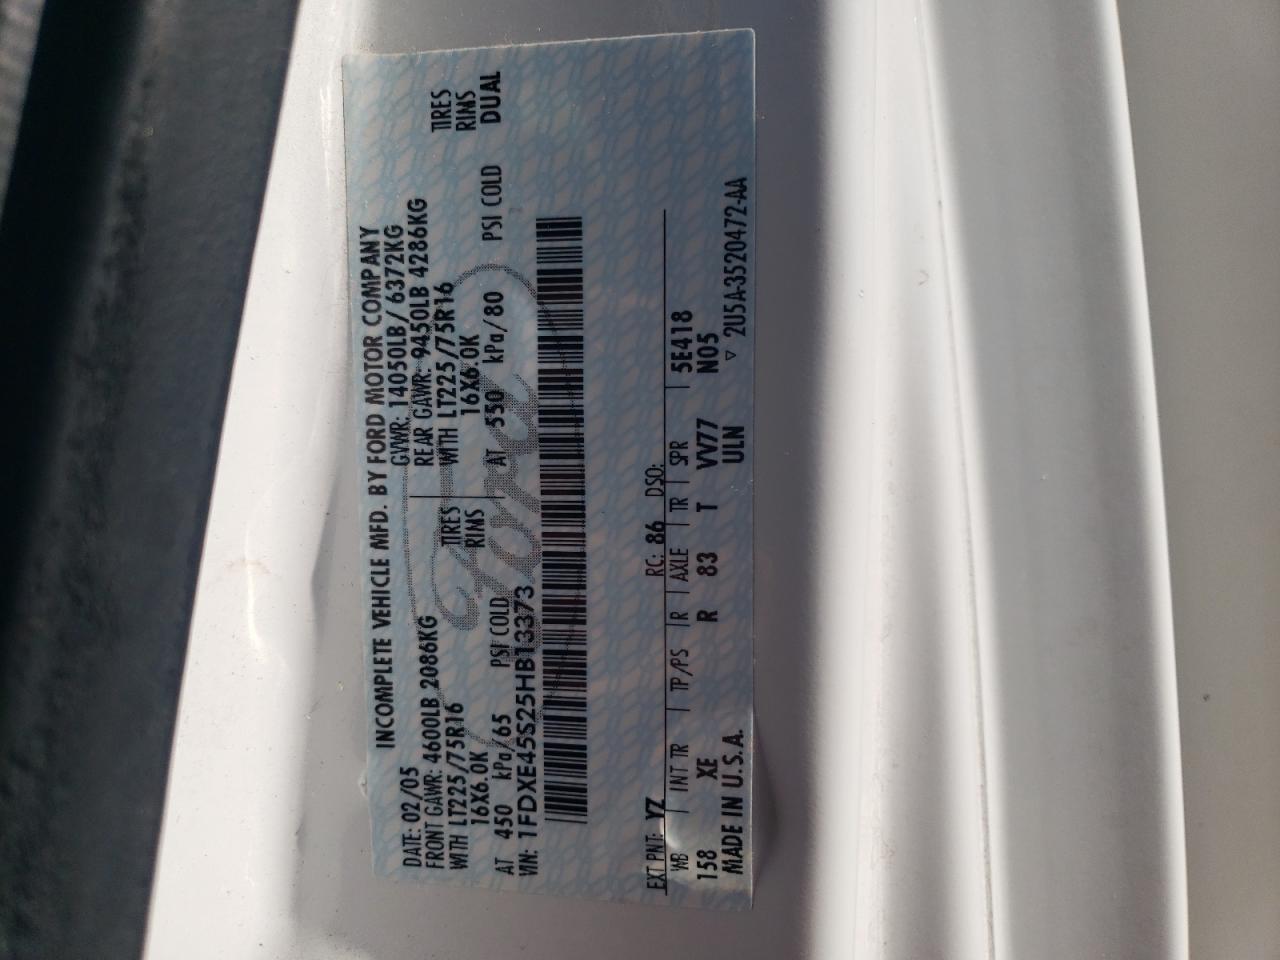 INCOMPLETE VEHICLE MFD. BY FORD MOTOR COMPANY
DATE: 02/05 GVWR: 14050LB/6372KG
FRONT GAWR: 4600LB 2086KG REAR GAWR: 9450LB 4286KG
WITH LT225/75R16 TIRES WITH LT225/75R16 TIRES
16X6.0K RIMS 16X6.0K RIMS
AT 450 kPa/65 PSI COLD AT 550 kPa/80 PSI COLD DUAL
VIN: 1FDXE45S25HB13373
Ford
EXT PNT: YZ RC: 86 DSO:
WB INT TR TP/PS R AXLE TR SPR 5E418
158 XE R 83 T VV77 N05
MADE IN U.S.A. ULN ▽ 2U5A-3520472-AA